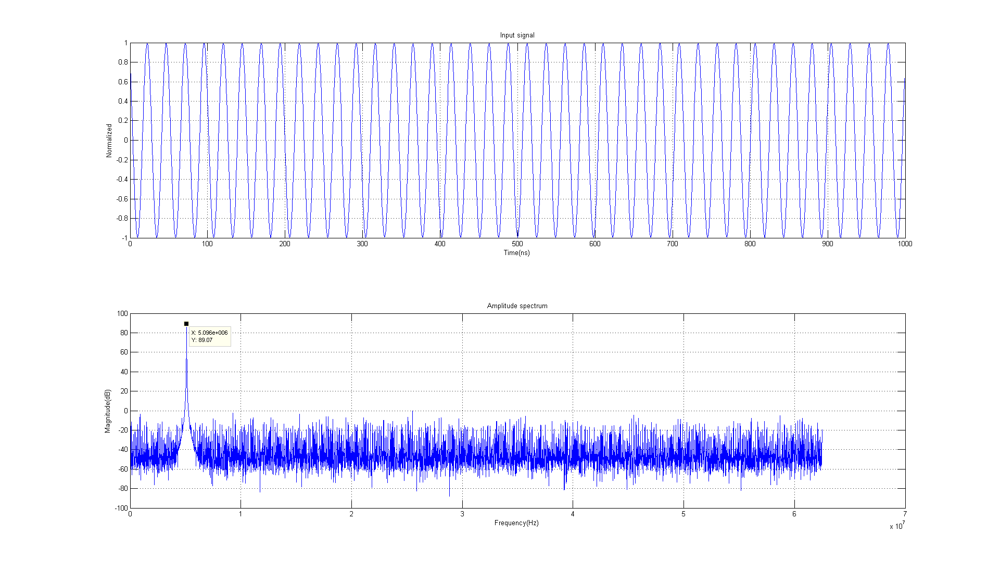 Input signal
1
0.8
0.6
0.4
0.2
0
-0.2
-0.4
-0.6
-0.8
-1
Normalized
0 100 200 300 400 500 600 700 800 900 1000
Time(ns)
Amplitude spectrum
100
80
60
40
20
0
-20
-40
-60
-80
-100
Magnitude(dB)
X: 5.096e+006
Y: 89.07
0 1 2 3 4 5 6 7
Frequency(Hz)
x 10^7